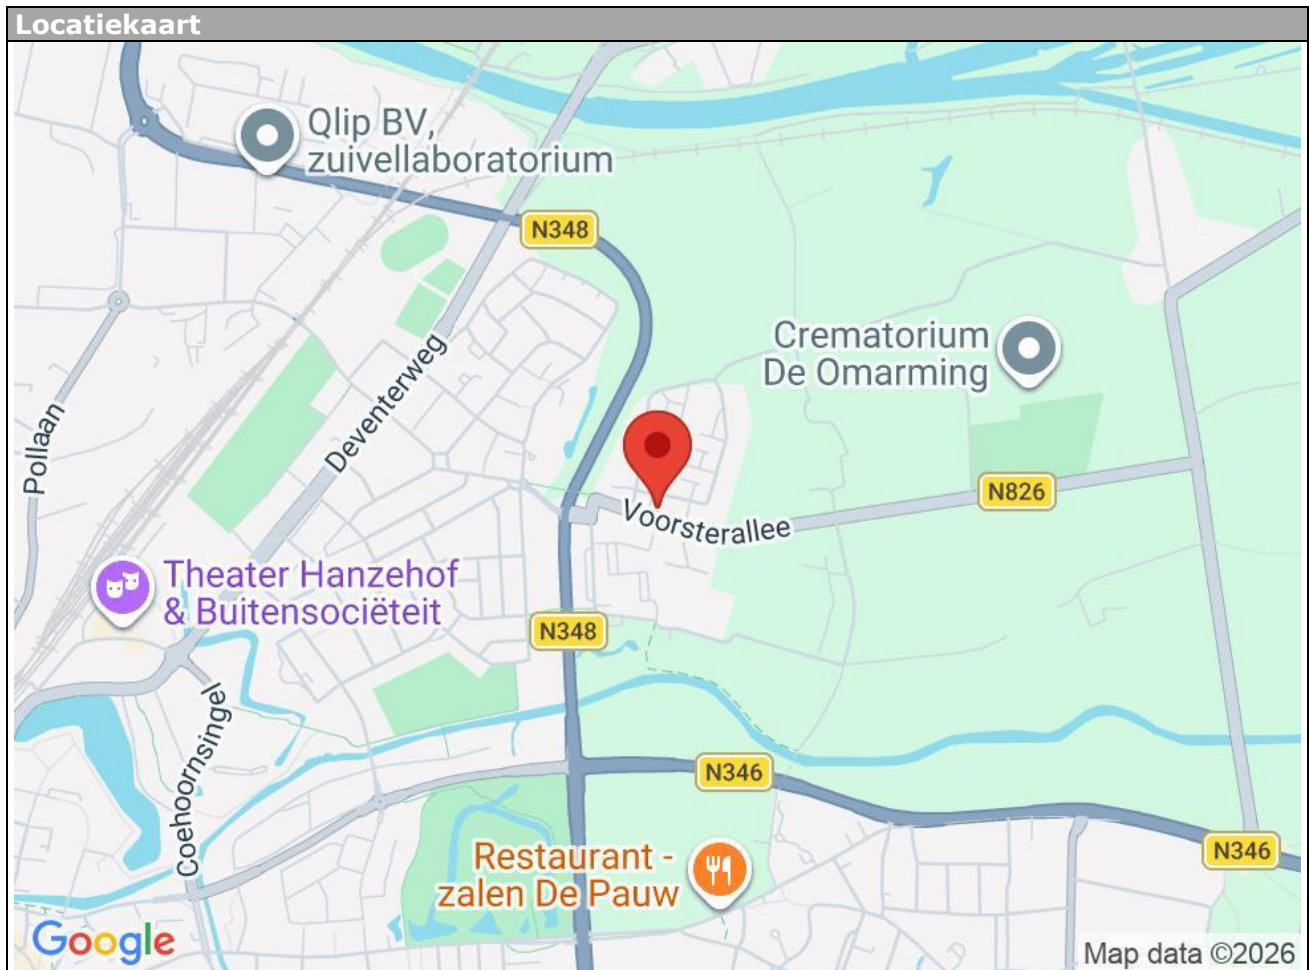 Locatiekaart
Qlip BV,
zuivellaboratorium
N348
Crematorium
De Omarming
Deventerweg
Pollaan
N826
Voorsterallee
Theater Hanzehof
& Buitensociëteit
N348
Coehoornsingel
N346
N346
Restaurant -
zalen De Pauw
Google
Map data ©2026